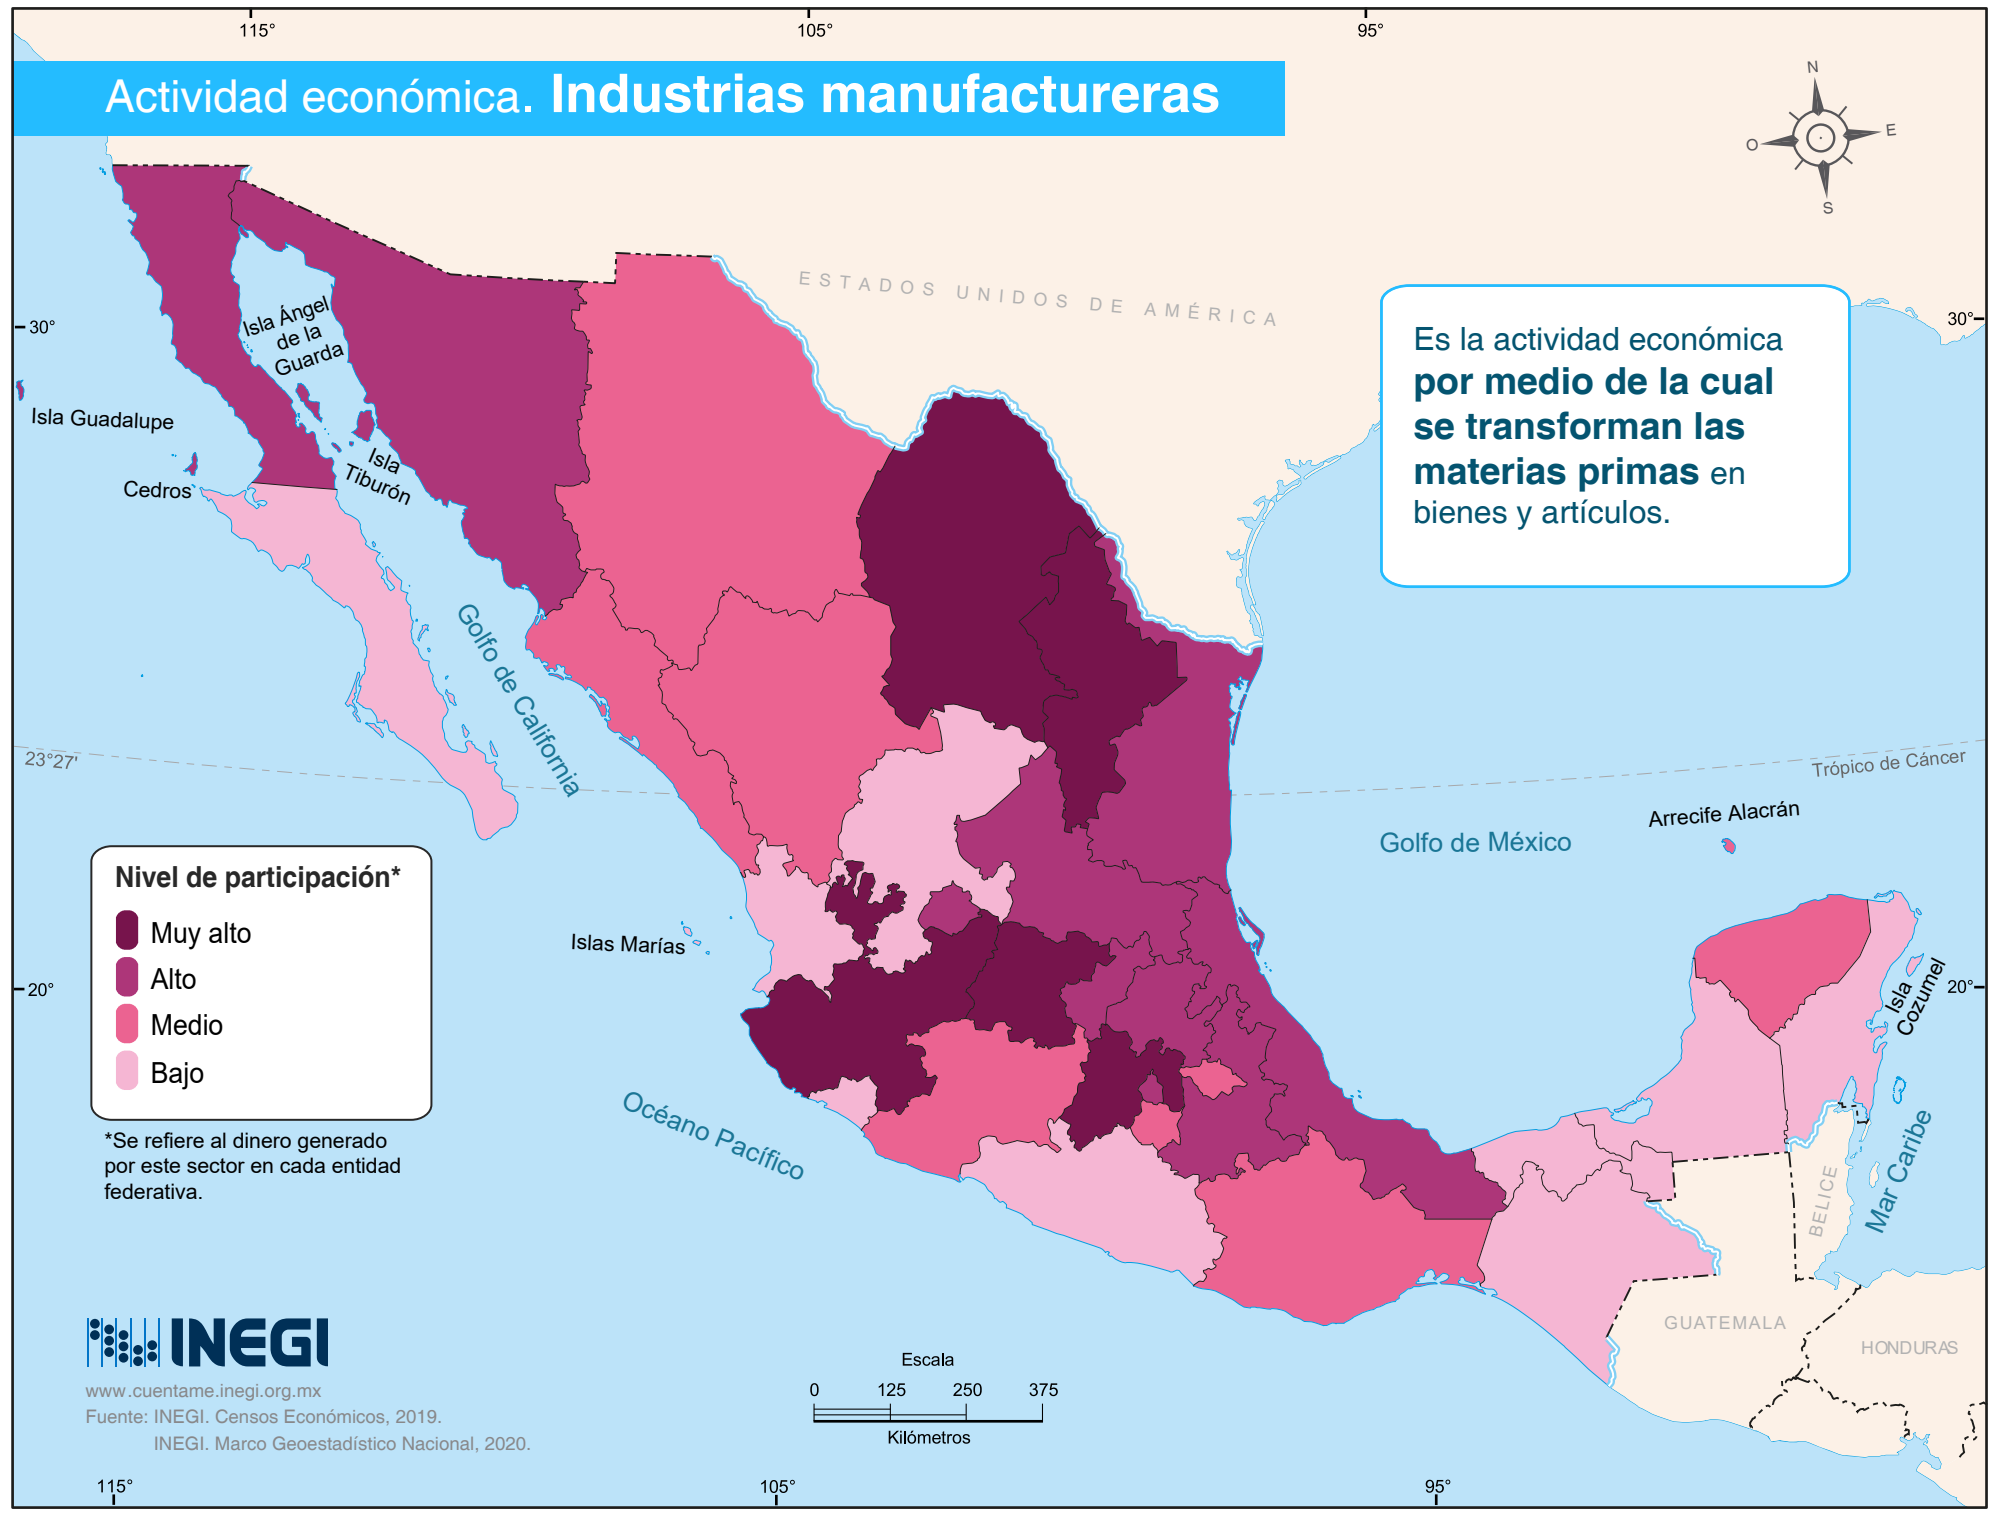 115°
105°
95°
Actividad económica. Industrias manufactureras
N
E
O
S
ESTADOS UNIDOS DE AMÉRICA
30°
30°
Es la actividad económica
por medio de la cual
se transforman las
materias primas en
bienes y artículos.
Isla Ángel
de la
Guarda
Isla Guadalupe
Cedros
Isla
Tiburón
Golfo de California
23°27'
Trópico de Cáncer
Arrecife Alacrán
Golfo de México
Nivel de participación*
Muy alto
Alto
Medio
Bajo
Islas Marías
20°
20°
Isla
Cozumel
Océano Pacífico
*Se refiere al dinero generado
por este sector en cada entidad
federativa.
BELICE
Mar Caribe
GUATEMALA
HONDURAS
INEGI
www.cuentame.inegi.org.mx
Fuente: INEGI. Censos Económicos, 2019.
INEGI. Marco Geoestadístico Nacional, 2020.
Escala
0 125 250 375
Kilómetros
115°
105°
95°